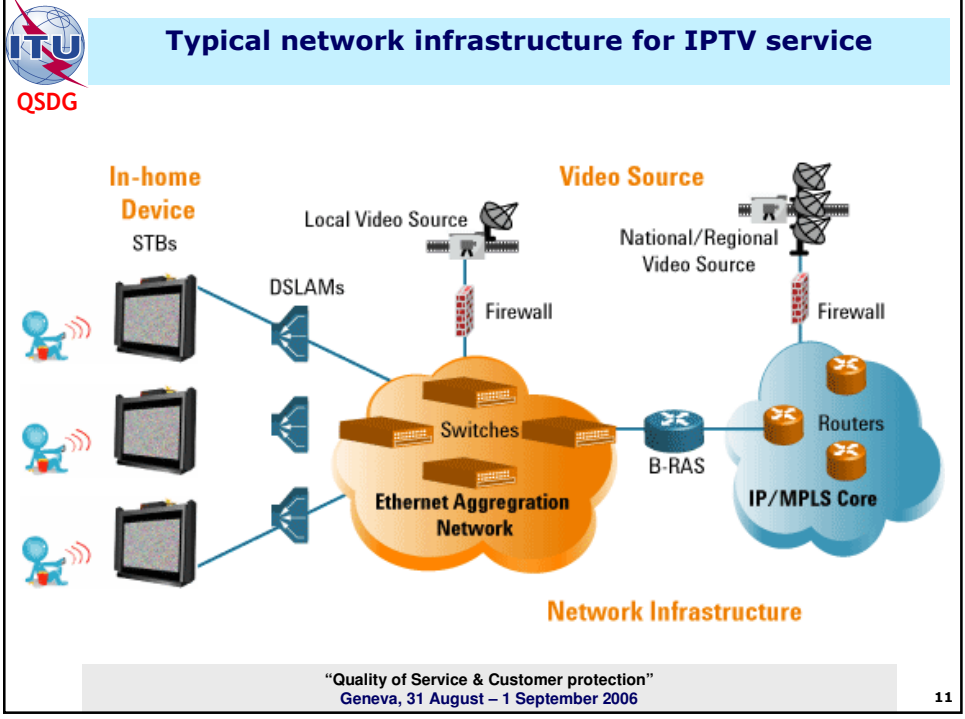 ITU
QSDG
Typical network infrastructure for IPTV service
In-home
Device
STBs
DSLAMs
Local Video Source
Firewall
Video Source
National/Regional
Video Source
Firewall
Switches
Ethernet Aggregration
Network
B-RAS
Routers
IP/MPLS Core
Network Infrastructure
“Quality of Service & Customer protection”
Geneva, 31 August – 1 September 2006
11